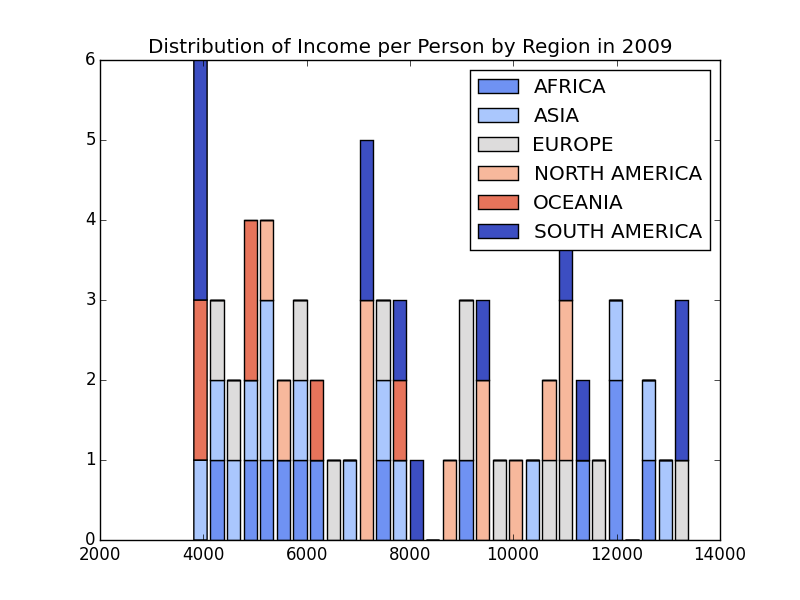 Distribution of Income per Person by Region in 2009
6
5
4
3
2
1
0
AFRICA
ASIA
EUROPE
NORTH AMERICA
OCEANIA
SOUTH AMERICA
2000 4000 6000 8000 10000 12000 14000